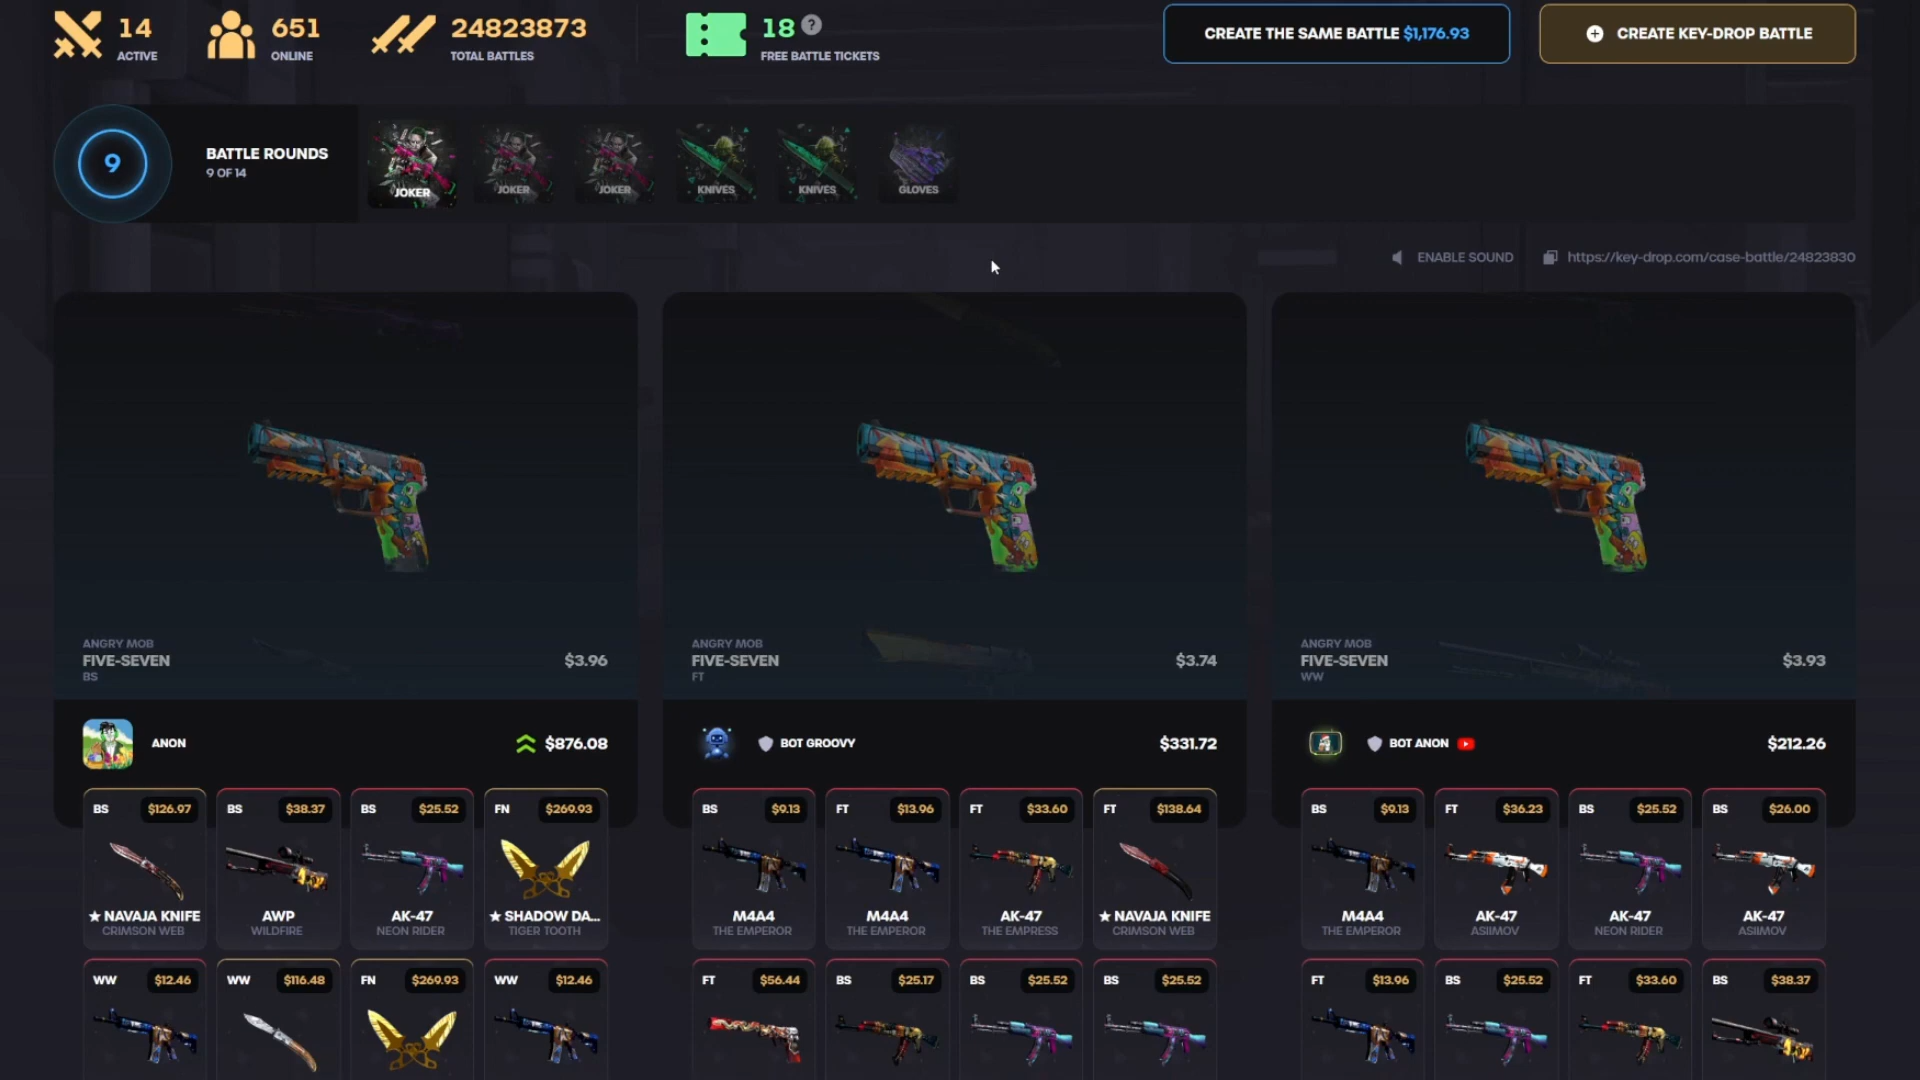 14
ACTIVE
651
ONLINE
24823873
TOTAL BATTLES
18 ?
FREE BATTLE TICKETS
CREATE THE SAME BATTLE $1,176.93
CREATE KEY-DROP BATTLE
9
BATTLE ROUNDS
9 OF 14
JOKER
JOKER
JOKER
KNIVES
KNIVES
GLOVES
ENABLE SOUND
https://key-drop.com/case-battle/24823830
ANGRY MOB
FIVE-SEVEN
BS
$3.96
ANGRY MOB
FIVE-SEVEN
FT
$3.74
ANGRY MOB
FIVE-SEVEN
WW
$3.93
ANON
$876.08
BOT GROOVY
$331.72
BOT ANON
$212.26
BS $126.97
★ NAVAJA KNIFE
CRIMSON WEB
BS $38.37
AWP
WILDFIRE
BS $25.52
AK-47
NEON RIDER
FN $269.93
★ SHADOW DA...
TIGER TOOTH
BS $9.13
M4A4
THE EMPEROR
FT $13.96
M4A4
THE EMPEROR
FT $33.60
AK-47
THE EMPRESS
FT $138.64
★ NAVAJA KNIFE
CRIMSON WEB
BS $9.13
M4A4
THE EMPEROR
FT $36.23
AK-47
ASIIMOV
BS $25.52
AK-47
NEON RIDER
BS $26.00
AK-47
ASIIMOV
WW $12.46
WW $116.48
FN $269.93
WW $12.46
FT $56.44
BS $25.17
BS $25.52
BS $25.52
FT $13.96
BS $25.52
FT $33.60
BS $38.37